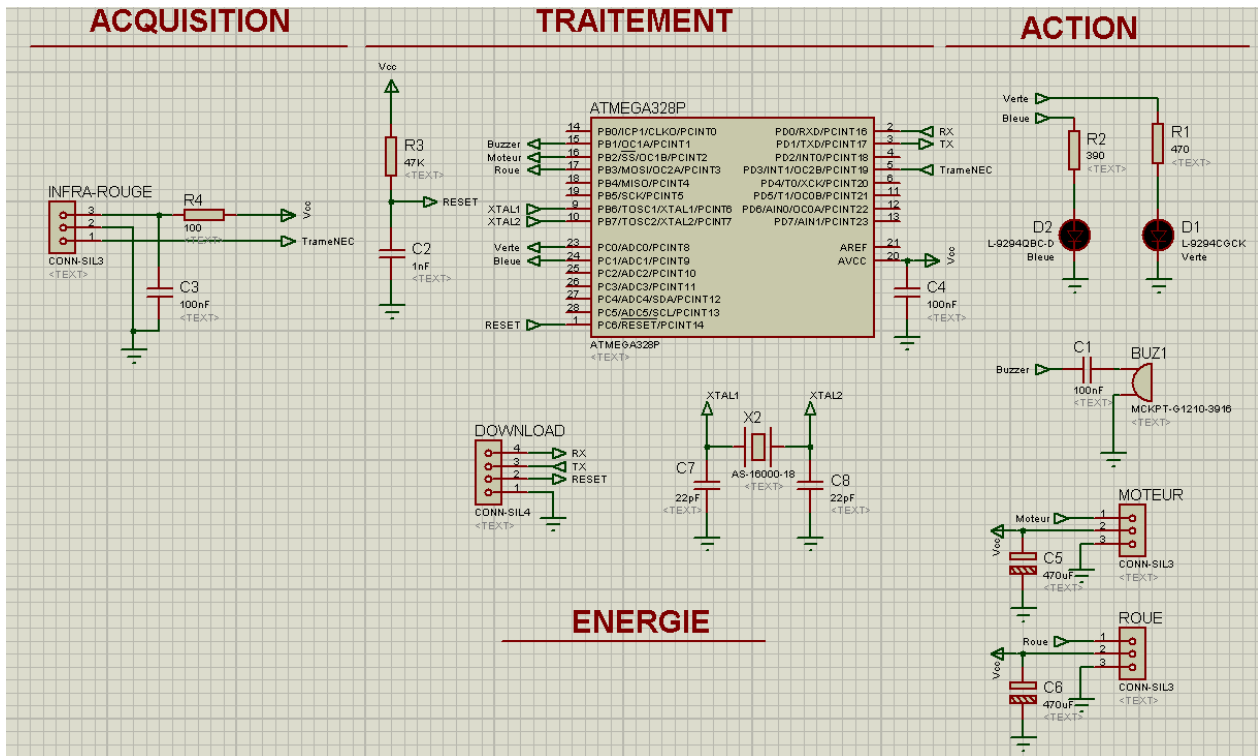 ACQUISITION
TRAITEMENT
ACTION
ENERGIE
INFRA-ROUGE
3
2
1
CONN-SIL3
<TEXT>
R4
100
<TEXT>
Vcc
TrameNEC
C3
100nF
<TEXT>
Vcc
R3
47K
<TEXT>
RESET
C2
1nF
<TEXT>
ATMEGA328P
Buzzer
Moteur
Roue
XTAL1
XTAL2
Verte
Bleue
RESET
14 PB0/ICP1/CLKO/PCINT0
15 PB1/OC1A/PCINT1
16 PB2/SS/OC1B/PCINT2
17 PB3/MOSI/OC2A/PCINT3
18 PB4/MISO/PCINT4
19 PB5/SCK/PCINT5
9 PB6/TOSC1/XTAL1/PCINT6
10 PB7/TOSC2/XTAL2/PCINT7
23 PC0/ADC0/PCINT8
24 PC1/ADC1/PCINT9
25 PC2/ADC2/PCINT10
26 PC3/ADC3/PCINT11
27 PC4/ADC4/SDA/PCINT12
28 PC5/ADC5/SCL/PCINT13
1 PC6/RESET/PCINT14
PD0/RXD/PCINT16 2 RX
PD1/TXD/PCINT17 3 TX
PD2/INT0/PCINT18 4
PD3/INT1/OC2B/PCINT19 5 TrameNEC
PD4/T0/XCK/PCINT20 6
PD5/T1/OC0B/PCINT21 11
PD6/AIN0/OC0A/PCINT22 12
PD7/AIN1/PCINT23 13
AREF 21
AVCC 20 Vcc
ATMEGA328P
<TEXT>
C4
100nF
<TEXT>
DOWNLOAD
4 RX
3 TX
2 RESET
1
CONN-SIL4
<TEXT>
XTAL1
XTAL2
X2
AS-16000-18
<TEXT>
C7
22pF
<TEXT>
C8
22pF
<TEXT>
Verte
Bleue
R2
390
<TEXT>
R1
470
<TEXT>
D2
L-9294QBC-D
Bleue
D1
L-9294CGCK
Verte
Buzzer
C1
100nF
<TEXT>
BUZ1
MCKPT-G1210-3916
<TEXT>
MOTEUR
Moteur 1
2
3
Vcc
C5
470uF
<TEXT>
CONN-SIL3
<TEXT>
ROUE
Roue 1
2
3
Vcc
C6
470uF
<TEXT>
CONN-SIL3
<TEXT>